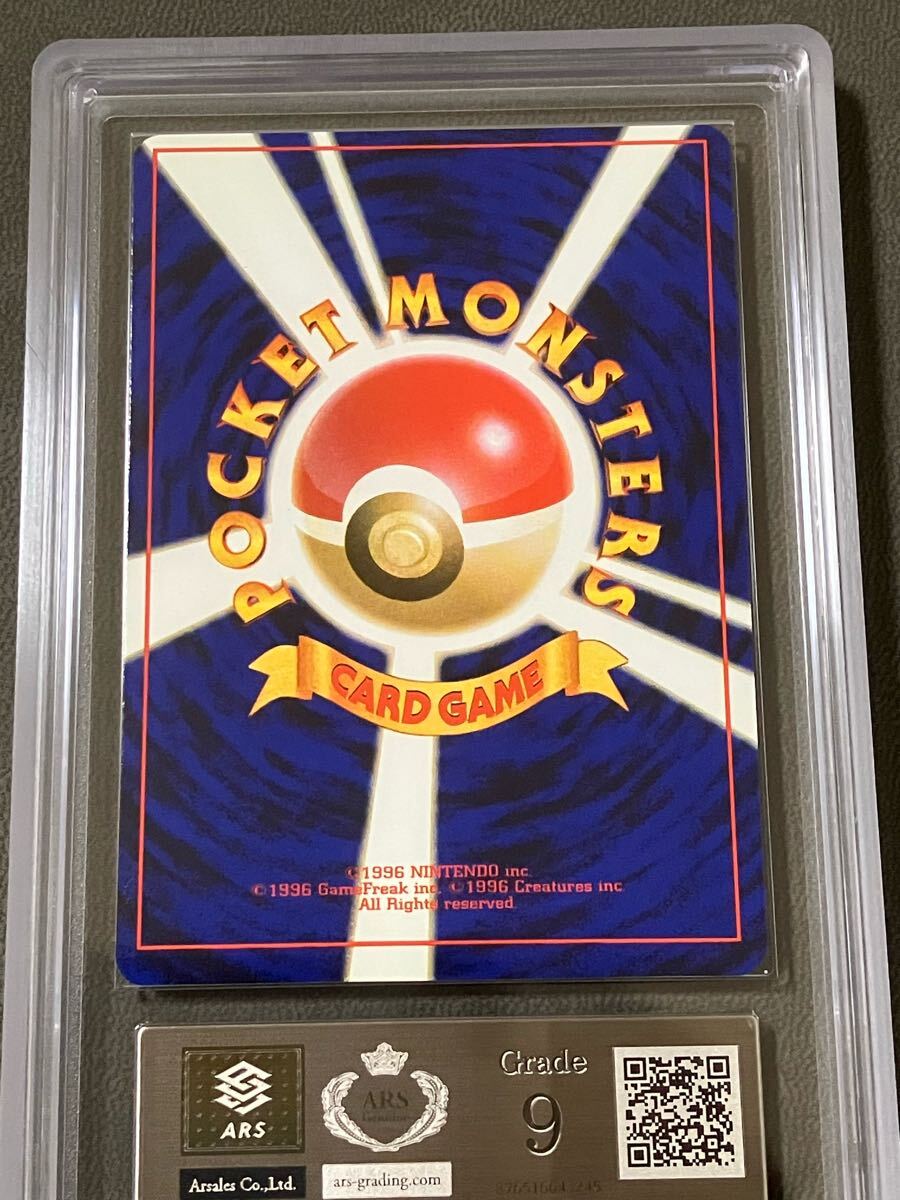 POCKET MONSTERS
CARD GAME
©1996 NINTENDO inc.
©1996 GameFreak inc. ©1996 Creatures inc.
All Rights reserved.
ARS
ARS
Grade
9
Arsales Co.,Ltd.
ars-grading.com